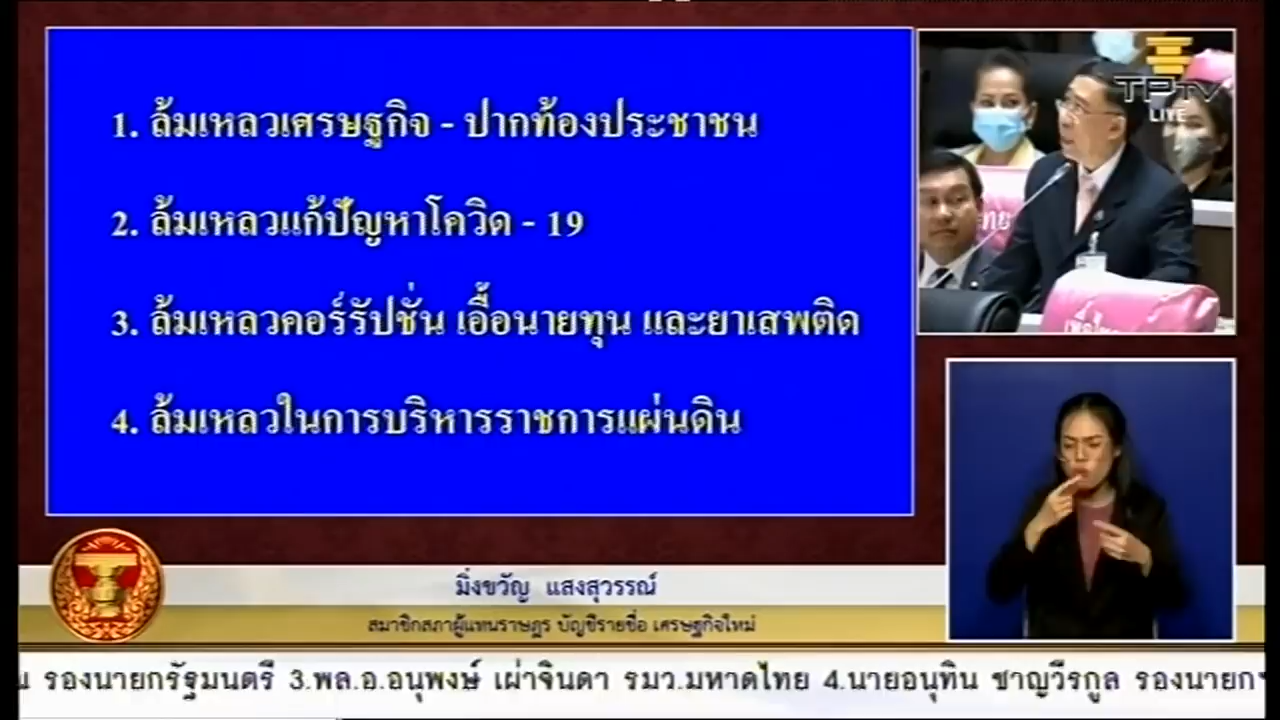 1. ล้มเหลวเศรษฐกิจ - ปากท้องประชาชน
2. ล้มเหลวแก้ปัญหาโควิด - 19
3. ล้มเหลวคอร์รัปชั่น เอื้อนายทุน และยาเสพติด
4. ล้มเหลวในการบริหารราชการแผ่นดิน
TPTV
LIVE
มิ่งขวัญ แสงสุวรรณ์
สมาชิกสภาผู้แทนราษฎร บัญชีรายชื่อ เศรษฐกิจใหม่
รองนายกรัฐมนตรี 3.พล.อ.อนุพงษ์ เผ่าจินดา รมว.มหาดไทย 4.นายอนุทิน ชาญวีรกูล รองนายก